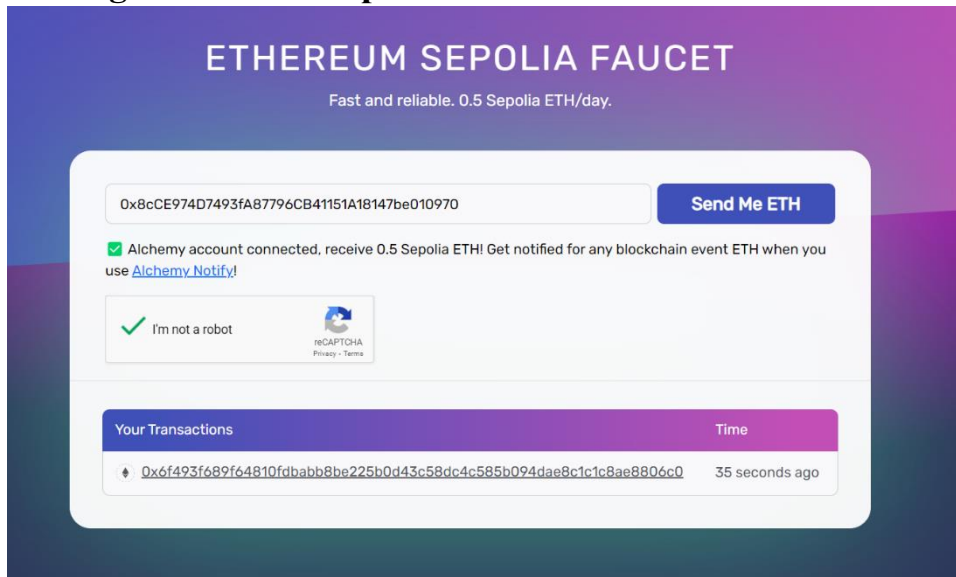 ETHEREUM SEPOLIA FAUCET
Fast and reliable. 0.5 Sepolia ETH/day.
0x8cCE974D7493fA87796CB41151A18147be010970
Send Me ETH
Alchemy account connected, receive 0.5 Sepolia ETH! Get notified for any blockchain event ETH when you
use Alchemy Notify!
I'm not a robot
reCAPTCHA
Privacy - Terms
Your Transactions Time
0x6f493f689f64810fdbabb8be225b0d43c58dc4c585b094dae8c1c1c8ae8806c0 35 seconds ago